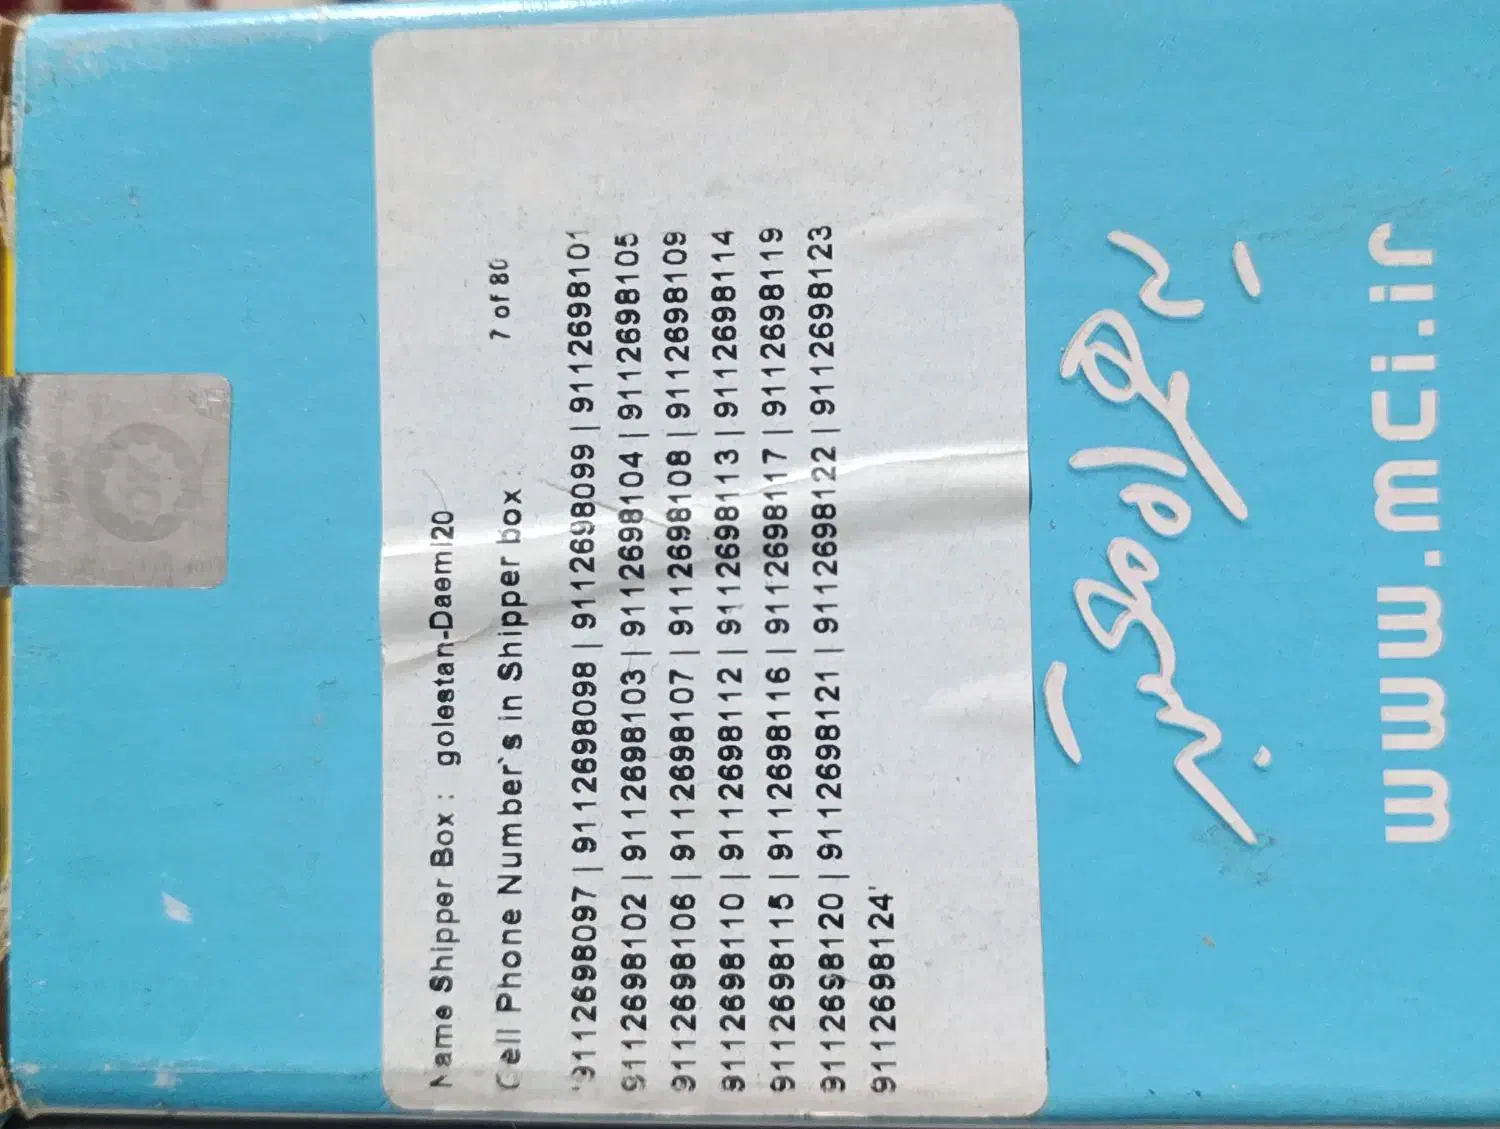 Name Shipper Box : golestan-Daemi20
Cell Phone Number`s in Shipper box 7 of 80
'9112698097 | 9112698098 | 9112698099 | 9112698101
9112698102 | 9112698103 | 9112698104 | 9112698105
9112698106 | 9112698107 | 9112698108 | 9112698109
9112698110 | 9112698112 | 9112698113 | 9112698114
9112698115 | 9112698116 | 9112698117 | 9112698119
9112698120 | 9112698121 | 9112698122 | 9112698123
9112698124'
www.mci.ir